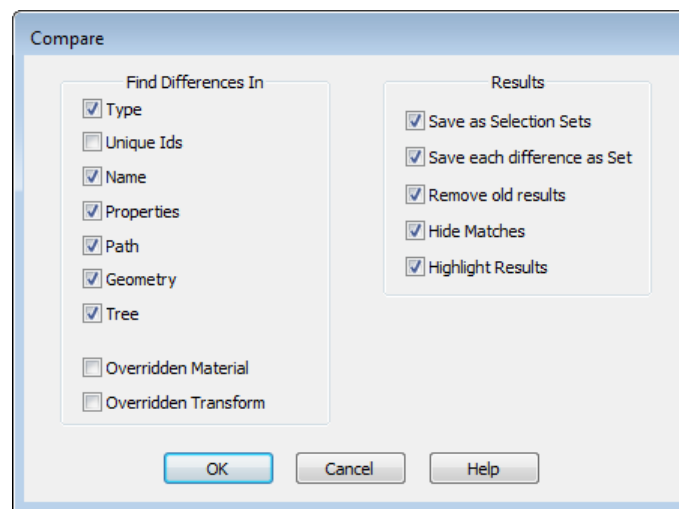 Compare
Find Differences In
Type
Unique Ids
Name
Properties
Path
Geometry
Tree
Overridden Material
Overridden Transform
Results
Save as Selection Sets
Save each difference as Set
Remove old results
Hide Matches
Highlight Results
OK
Cancel
Help